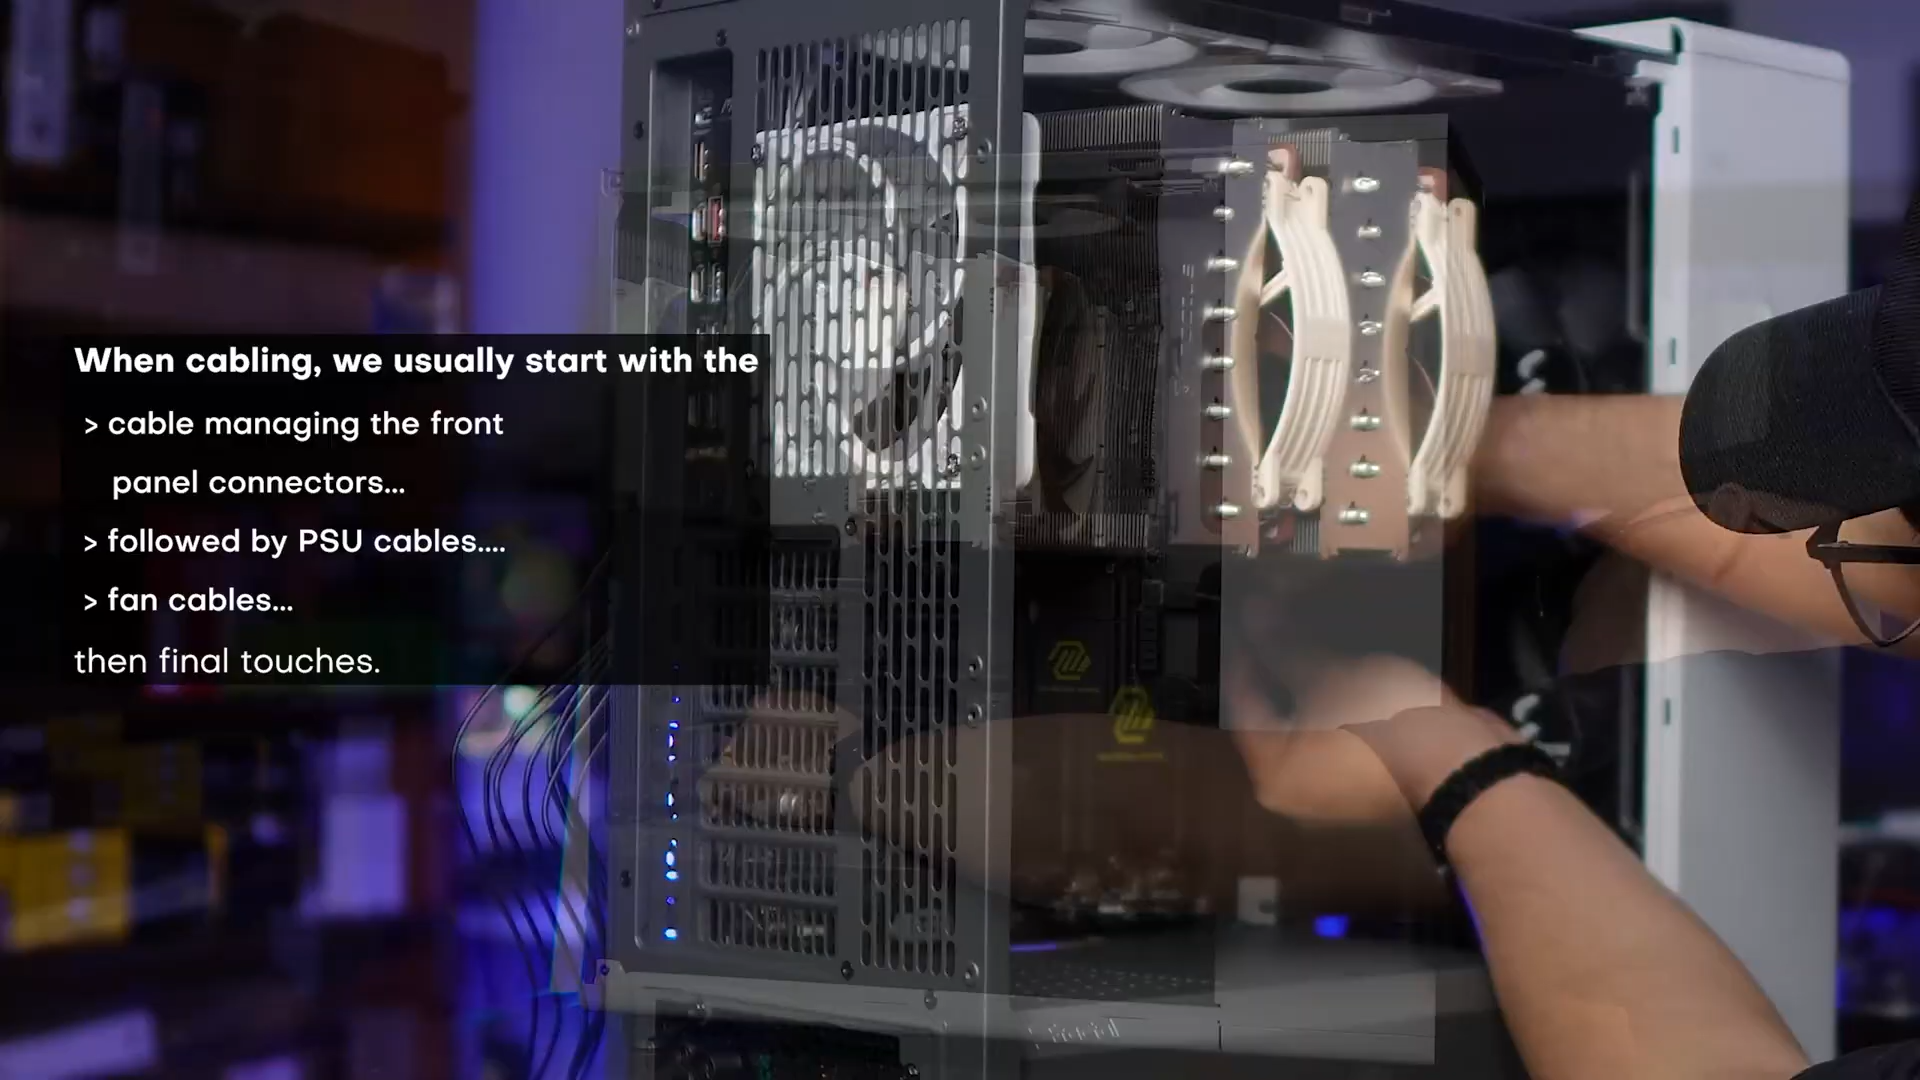 When cabling, we usually start with the
> cable managing the front
panel connectors...
> followed by PSU cables....
> fan cables...
then final touches.